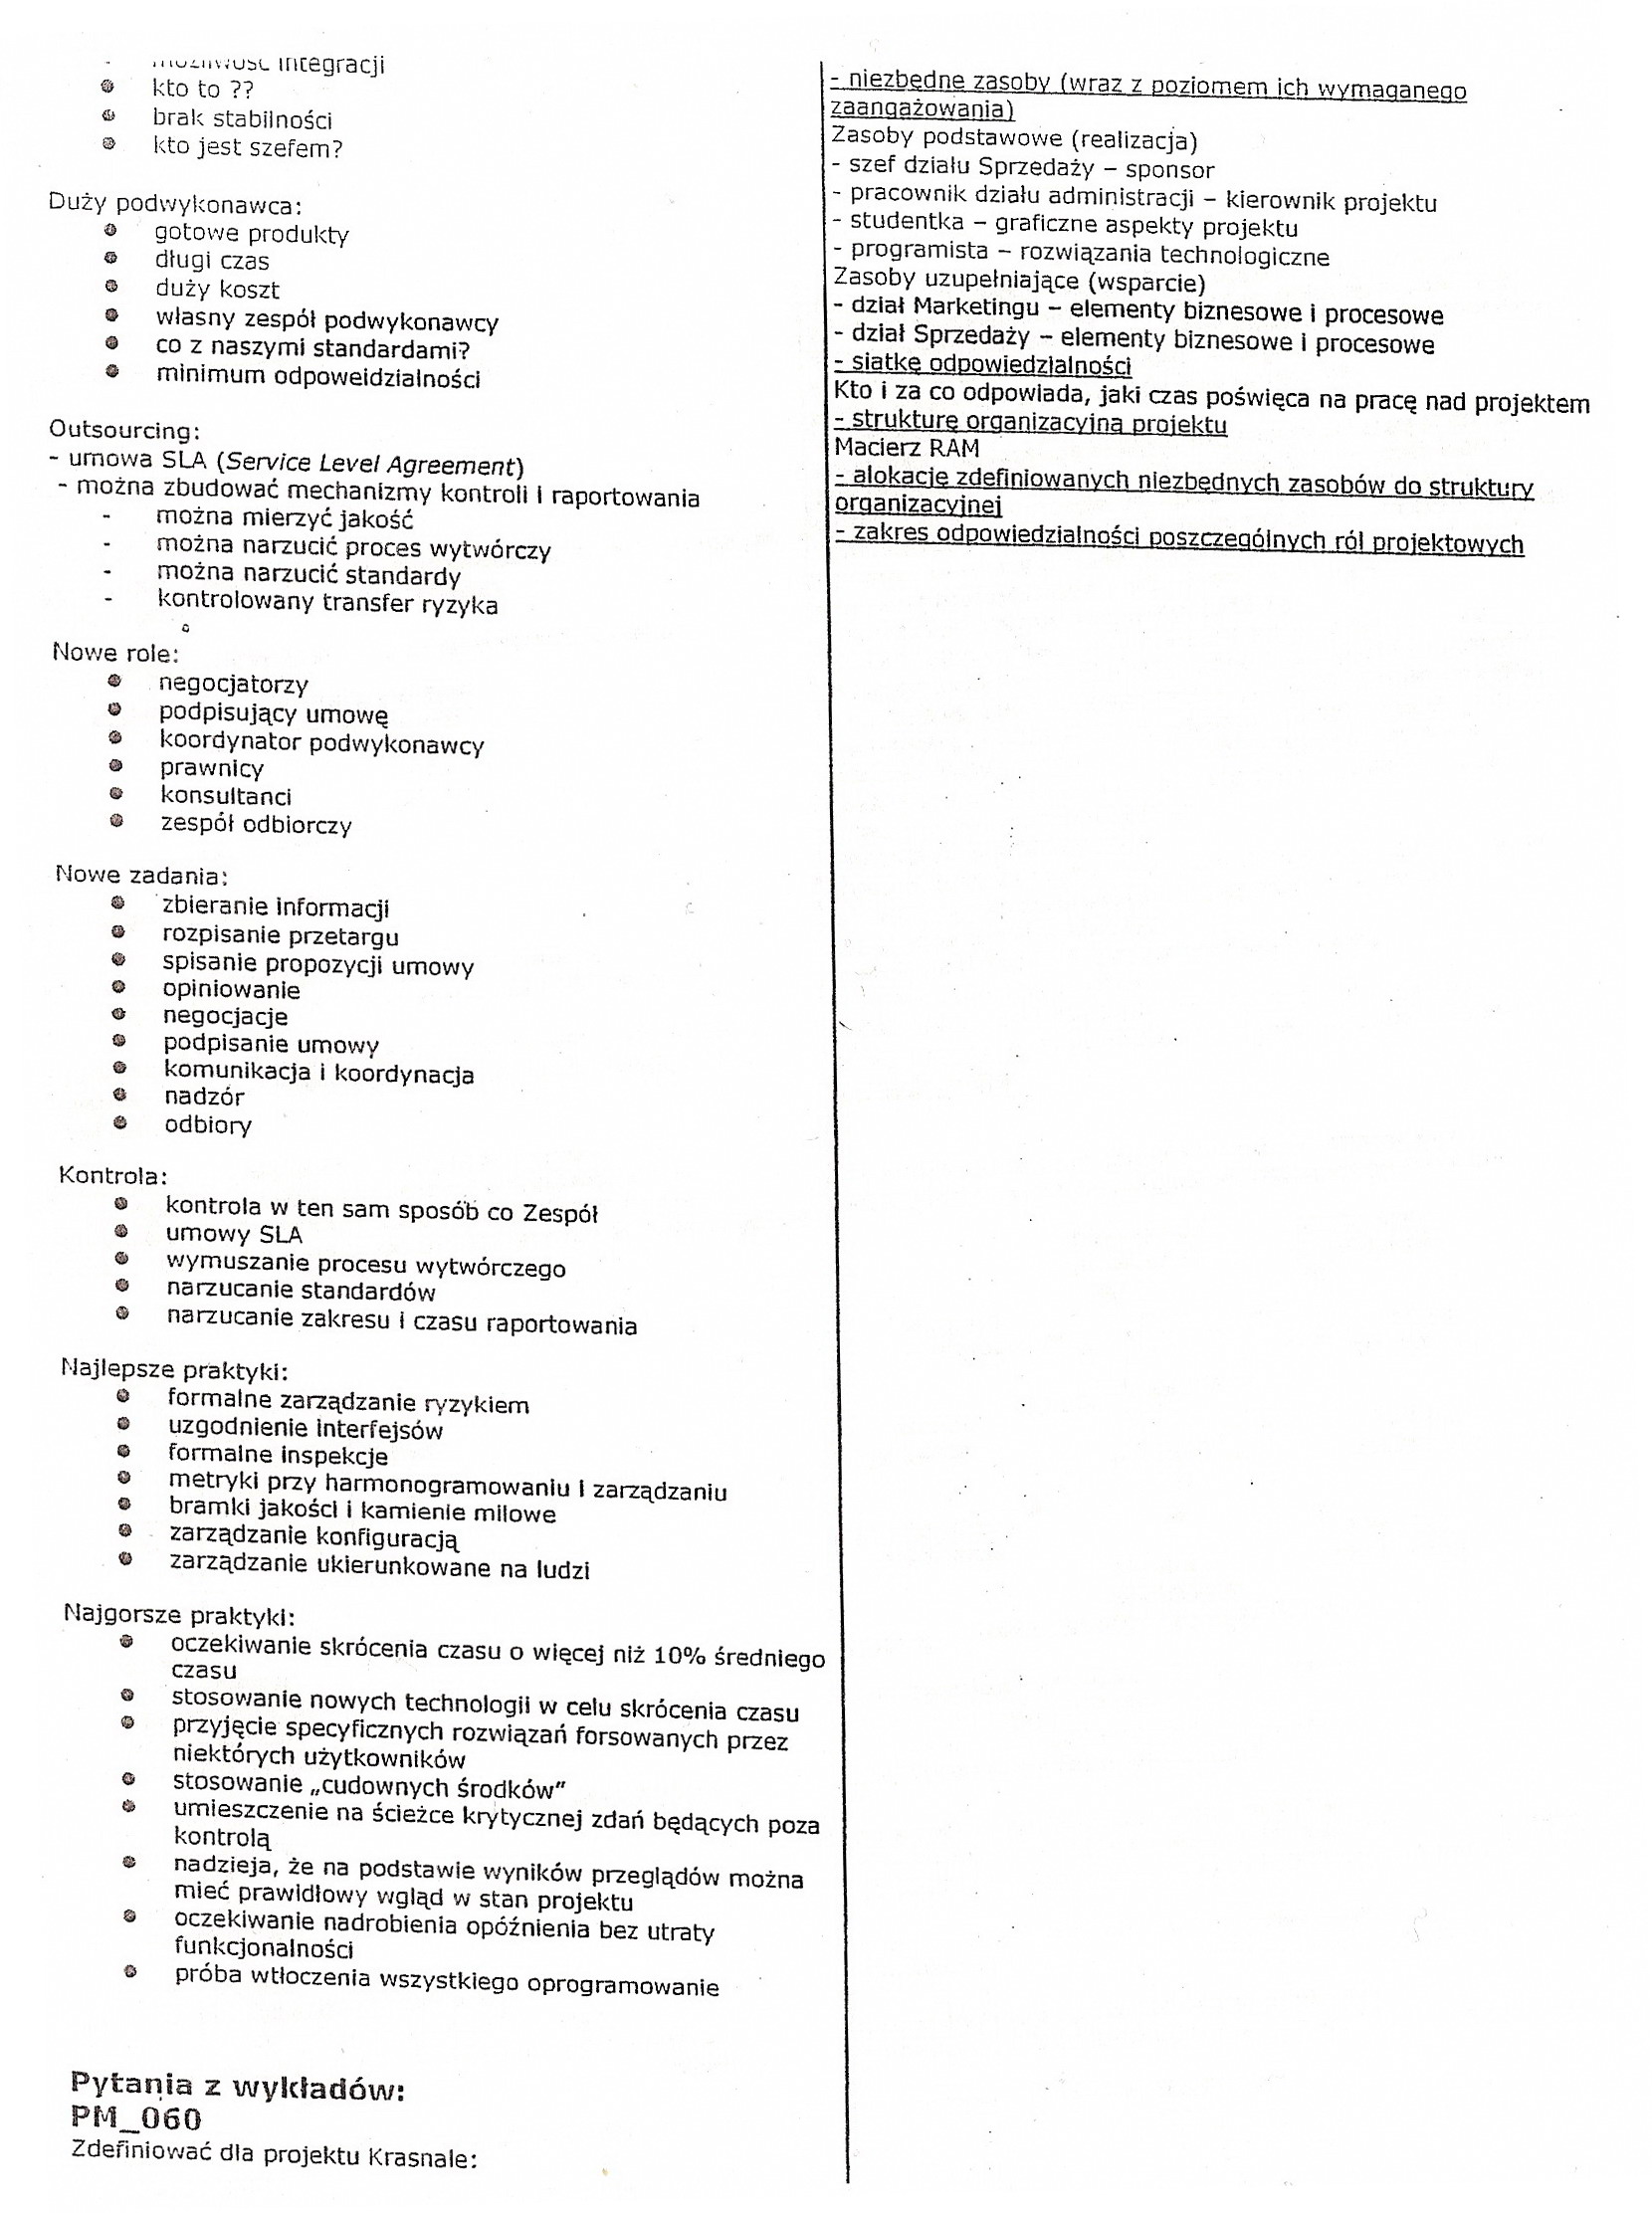 możliwość integracji
kto to ??
brak stabilności
kto jest szefem?
Duży podwykonawca:
gotowe produkty
długi czas
duży koszt
własny zespół podwykonawcy
co z naszymi standardami?
minimum odpoweidzialności
Outsourcing:
- umowa SLA (Service Level Agreement)
- można zbudować mechanizmy kontroli i raportowania
- można mierzyć jakość
- można narzucić proces wytwórczy
- można narzucić standardy
- kontrolowany transfer ryzyka
Nowe role:
negocjatorzy
podpisujący umowę
koordynator podwykonawcy
prawnicy
konsultanci
zespół odbiorczy
Nowe zadania:
zbieranie informacji
rozpisanie przetargu
spisanie propozycji umowy
opiniowanie
negocjacje
podpisanie umowy
komunikacja i koordynacja
nadzór
odbiory
Kontrola:
kontrola w ten sam sposób co Zespół
umowy SLA
wymuszanie procesu wytwórczego
narzucanie standardów
narzucanie zakresu i czasu raportowania
Najlepsze praktyki:
formalne zarządzanie ryzykiem
uzgodnienie interfejsów
formalne inspekcje
metryki przy harmonogramowaniu i zarządzaniu
bramki jakości i kamienie milowe
zarządzanie konfiguracją
zarządzanie ukierunkowane na ludzi
Najgorsze praktyki:
oczekiwanie skrócenia czasu o więcej niż 10% średniego
czasu
stosowanie nowych technologii w celu skrócenia czasu
przyjęcie specyficznych rozwiązań forsowanych przez
niektórych użytkowników
stosowanie „cudownych środków"
umieszczenie na ścieżce krytycznej zdań będących poza
kontrolą
nadzieja, że na podstawie wyników przeglądów można
mieć prawidłowy wgląd w stan projektu
oczekiwanie nadrobienia opóźnienia bez utraty
funkcjonalności
próba wtłoczenia wszystkiego oprogramowanie
Pytania z wykładów:
PM_060
Zdefiniować dla projektu Krasnale:
- niezbędne zasoby (wraz z poziomem ich wymaganego
zaangażowania)
Zasoby podstawowe (realizacja)
- szef działu Sprzedaży – sponsor
- pracownik działu administracji – kierownik projektu
- studentka – graficzne aspekty projektu
- programista – rozwiązania technologiczne
Zasoby uzupełniające (wsparcie)
- dział Marketingu – elementy biznesowe i procesowe
- dział Sprzedaży – elementy biznesowe i procesowe
- siatkę odpowiedzialności
Kto i za co odpowiada, jaki czas poświęca na pracę nad projektem
- strukturę organizacyjną projektu
Macierz RAM
- alokację zdefiniowanych niezbędnych zasobów do struktury
organizacyjnej
- zakres odpowiedzialności poszczególnych ról projektowych